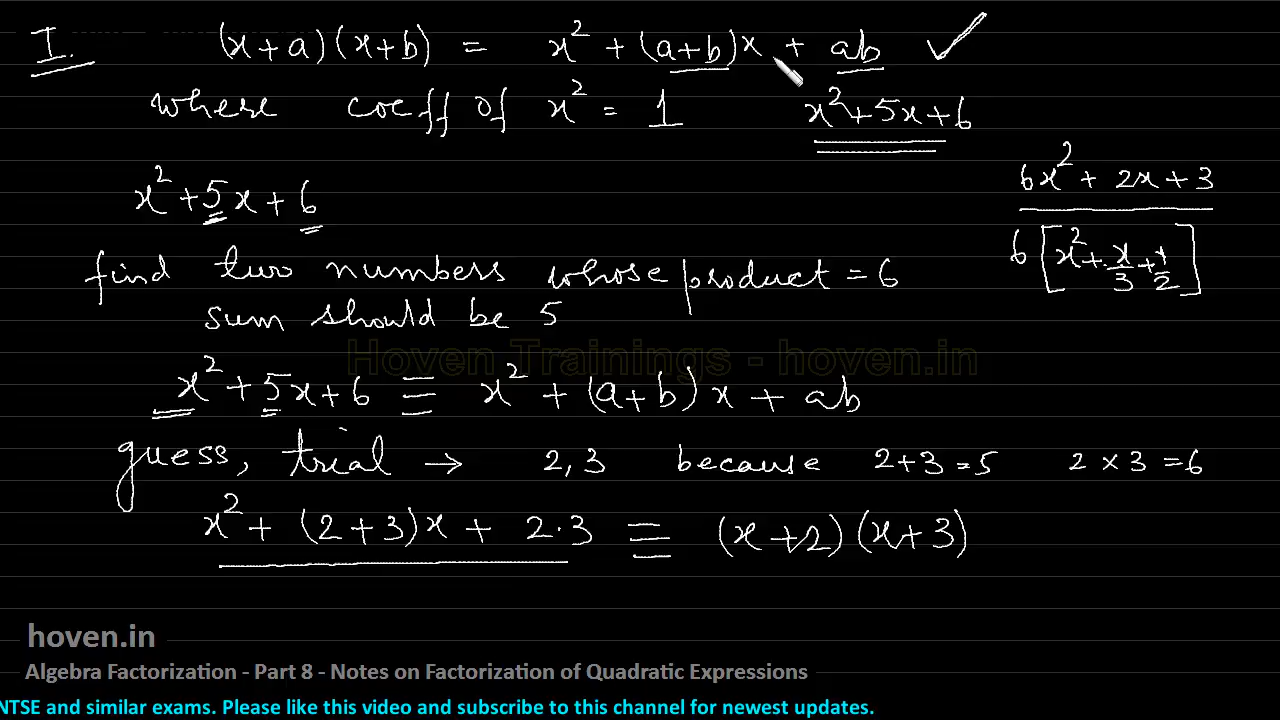 I. (x+a)(x+b) = x² + (a+b)x + ab ✓
where coeff of x² = 1 x²+5x+6
6x² + 2x + 3
x² + 5x + 6
6[x² + x/3 + 1/2]
find two numbers whose product = 6
sum should be 5
Hoven Trainings - hoven.in
x² + 5x + 6 ≡ x² + (a+b)x + ab
guess, trial → 2, 3 because 2+3=5 2 × 3 = 6
x² + (2+3)x + 2·3 ≡ (x+2)(x+3)
hoven.in
Algebra Factorization - Part 8 - Notes on Factorization of Quadratic Expressions
NTSE and similar exams. Please like this video and subscribe to this channel for newest updates.